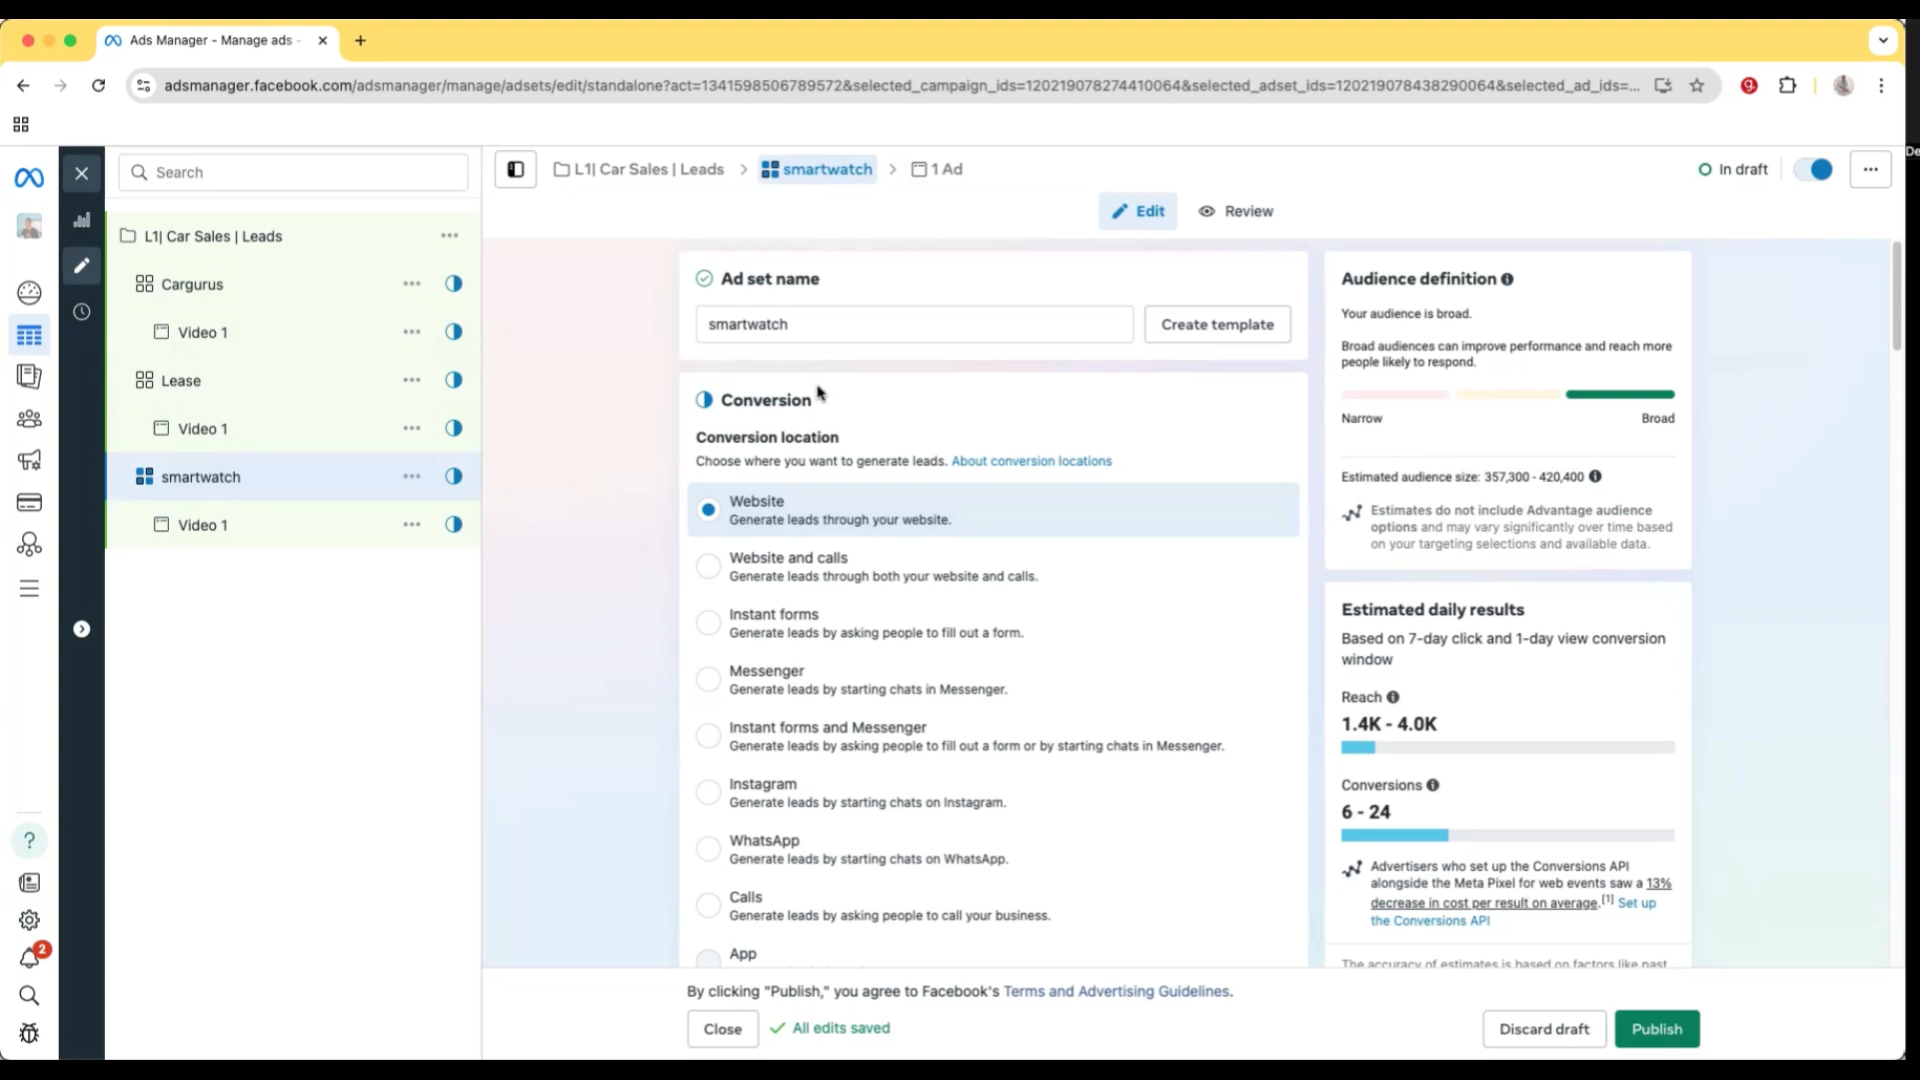 Ads Manager - Manage ads -
adsmanager.facebook.com/adsmanager/manage/adsets/edit/standalone?act=1341598506789572&selected_campaign_ids=120219078274410064&selected_adset_ids=120219078438290064&selected_ad_ids=...
g
De
Search
L1| Car Sales | Leads
smartwatch
1 Ad
In draft
Edit
Review
L1| Car Sales | Leads
Cargurus
Video 1
Lease
Video 1
smartwatch
Video 1
2
Ad set name
smartwatch
Create template
Conversion
Conversion location
Choose where you want to generate leads. About conversion locations
Website
Generate leads through your website.
Website and calls
Generate leads through both your website and calls.
Instant forms
Generate leads by asking people to fill out a form.
Messenger
Generate leads by starting chats in Messenger.
Instant forms and Messenger
Generate leads by asking people to fill out a form or by starting chats in Messenger.
Instagram
Generate leads by starting chats on Instagram.
WhatsApp
Generate leads by starting chats on WhatsApp.
Calls
Generate leads by asking people to call your business.
App
Audience definition
Your audience is broad.
Broad audiences can improve performance and reach more
people likely to respond.
Narrow
Broad
Estimated audience size: 357,300 - 420,400
Estimates do not include Advantage audience
options and may vary significantly over time based
on your targeting selections and available data.
Estimated daily results
Based on 7-day click and 1-day view conversion
window
Reach
1.4K - 4.0K
Conversions
6 - 24
Advertisers who set up the Conversions API
alongside the Meta Pixel for web events saw a 13%
decrease in cost per result on average.[1] Set up
the Conversions API
The accuracy of estimates is based on factors like past
By clicking "Publish," you agree to Facebook's Terms and Advertising Guidelines.
Close
All edits saved
Discard draft
Publish